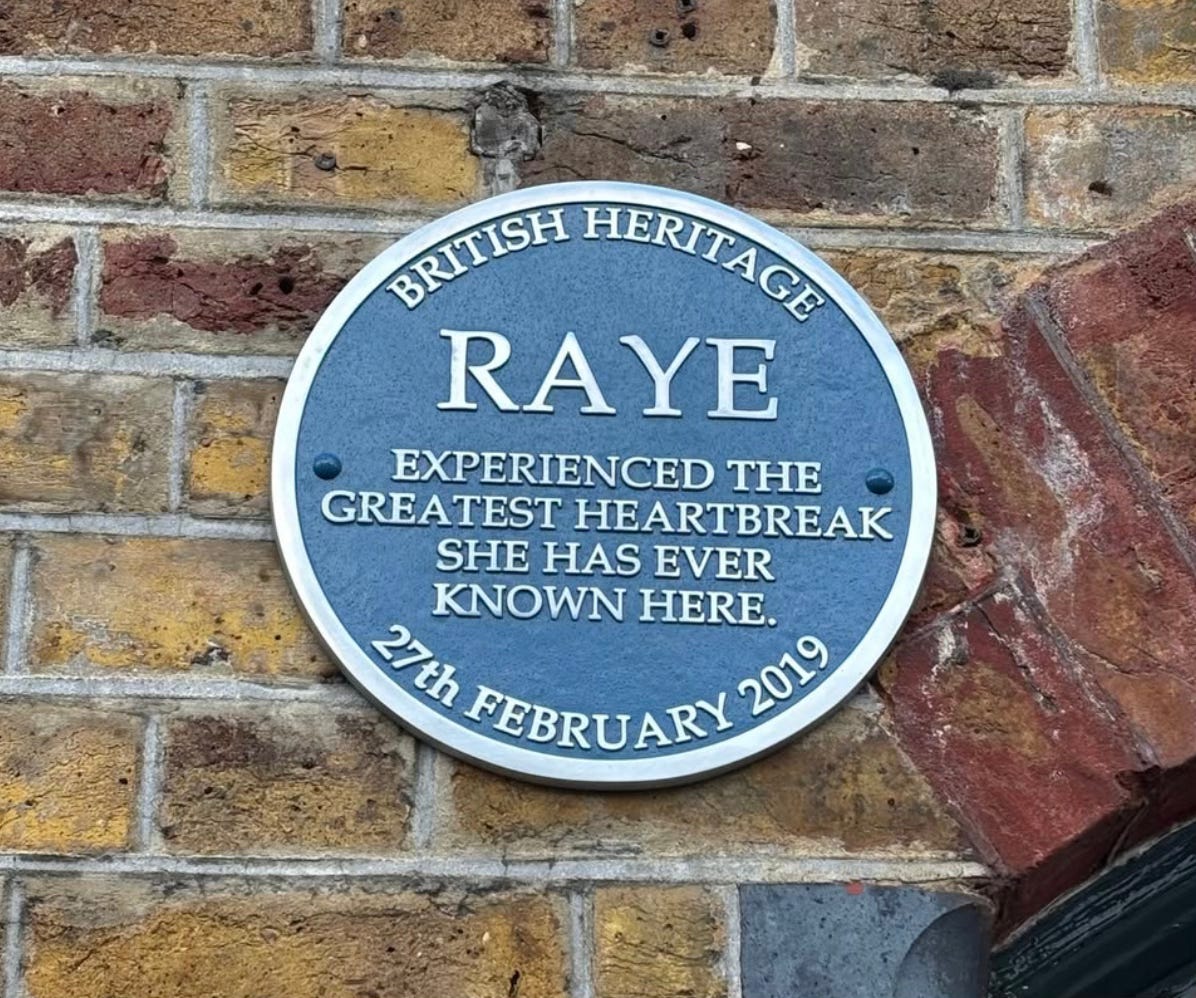 BRITISH HERITAGE
RAYE
EXPERIENCED THE
GREATEST HEARTBREAK
SHE HAS EVER
KNOWN HERE.
27th FEBRUARY 2019